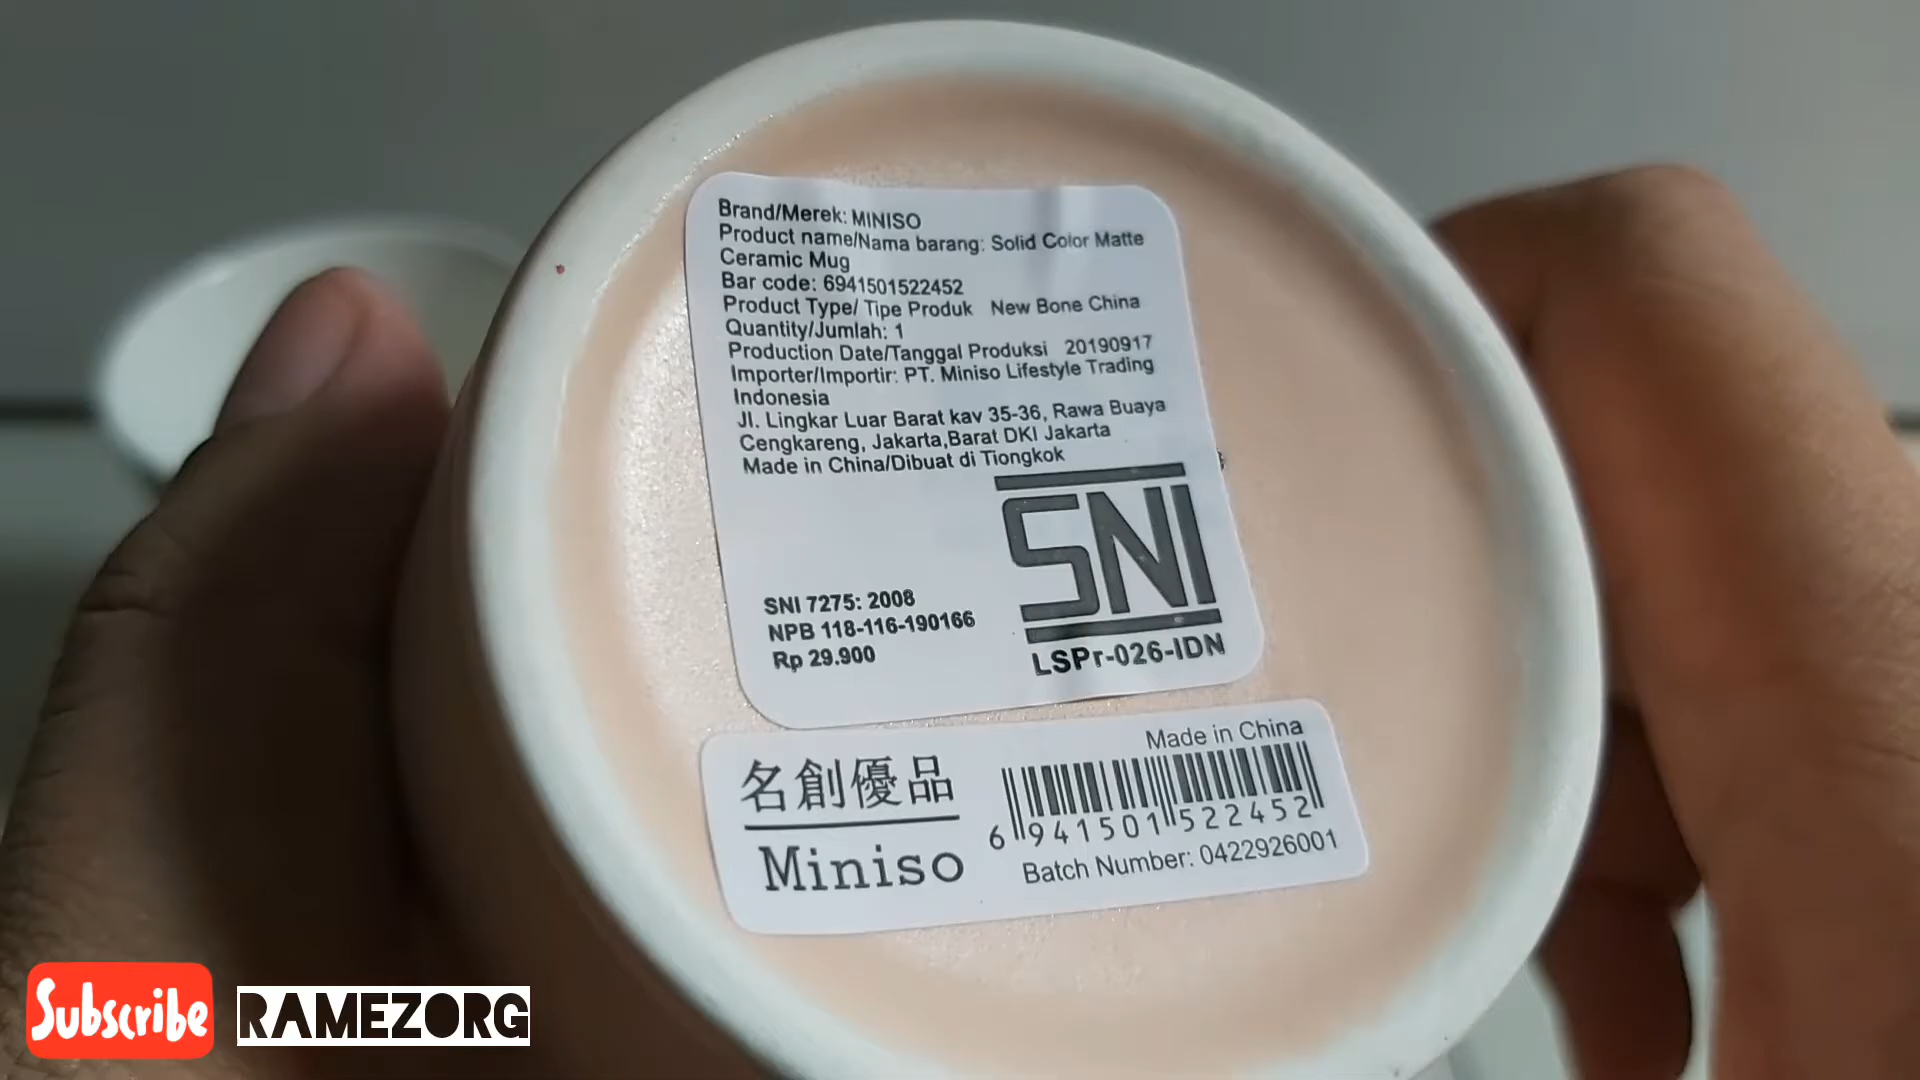 Brand/Merek: MINISO
Product name/Nama barang: Solid Color Matte
Ceramic Mug
Bar code: 6941501522452
Product Type/ Tipe Produk New Bone China
Quantity/Jumlah: 1
Production Date/Tanggal Produksi 20190917
Importer/Importir: PT. Miniso Lifestyle Trading
Indonesia
Jl. Lingkar Luar Barat kav 35-36, Rawa Buaya
Cengkareng, Jakarta,Barat DKI Jakarta
Made in China/Dibuat di Tiongkok
SNI
SNI 7275: 2008
NPB 118-116-190166
Rp 29.900
LSPr-026-IDN
名創優品
Miniso
Made in China
6 941501 522452
Batch Number: 0422926001
Subscribe
RAMEZORG